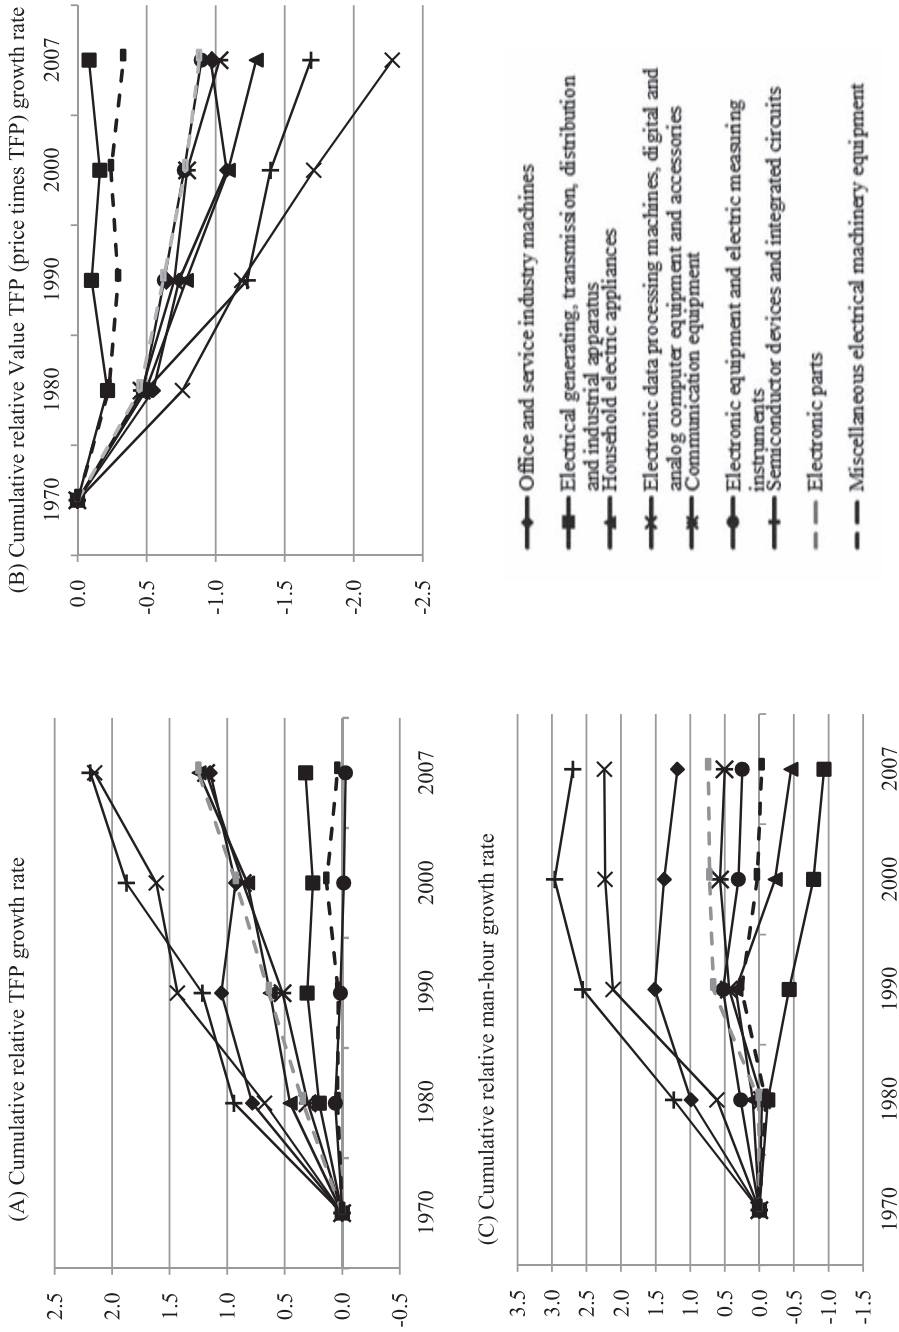 (A) Cumulative relative TFP growth rate
2.5
2.0
1.5
1.0
0.5
0.0
-0.5
1970
1980
1990
2000
2007
(B) Cumulative relative Value TFP (price times TFP) growth rate
1970
1980
1990
2000
2007
0.0
-0.5
-1.0
-1.5
-2.0
-2.5
(C) Cumulative relative man-hour growth rate
3.5
3.0
2.5
2.0
1.5
1.0
0.5
0.0
-0.5
-1.0
-1.5
1970
1980
1990
2000
2007
Office and service industry machines
Electrical generating, transmission, distribution
and industrial apparatus
Household electric appliances
Electronic data processing machines, digital and
analog computer equipment and accessories
Communication equipment
Electronic equipment and electric measuring
instruments
Semiconductor devices and integrated circuits
Electronic parts
Miscellaneous electrical machinery equipment